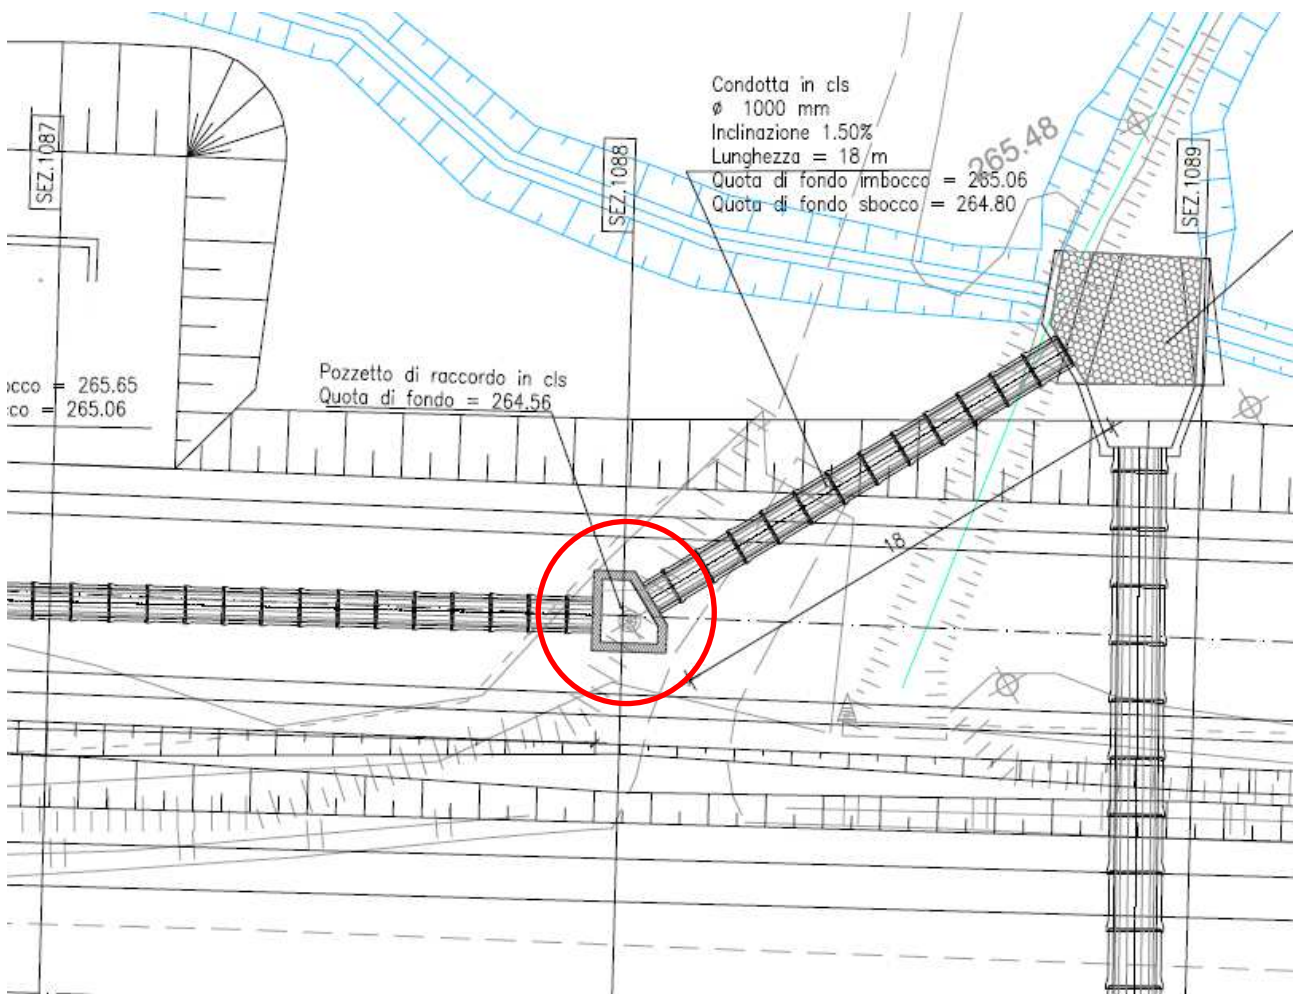 Condotta in cls
ø 1000 mm
Inclinazione 1.50%
Lunghezza = 18 m
Quota di fondo imbocco = 265.06
Quota di fondo sbocco = 264.80
265.48
SEZ.1087
SEZ.1088
SEZ.1089
Pozzetto di raccordo in cls
Quota di fondo = 264.56
occo = 265.65
cco = 265.06
18